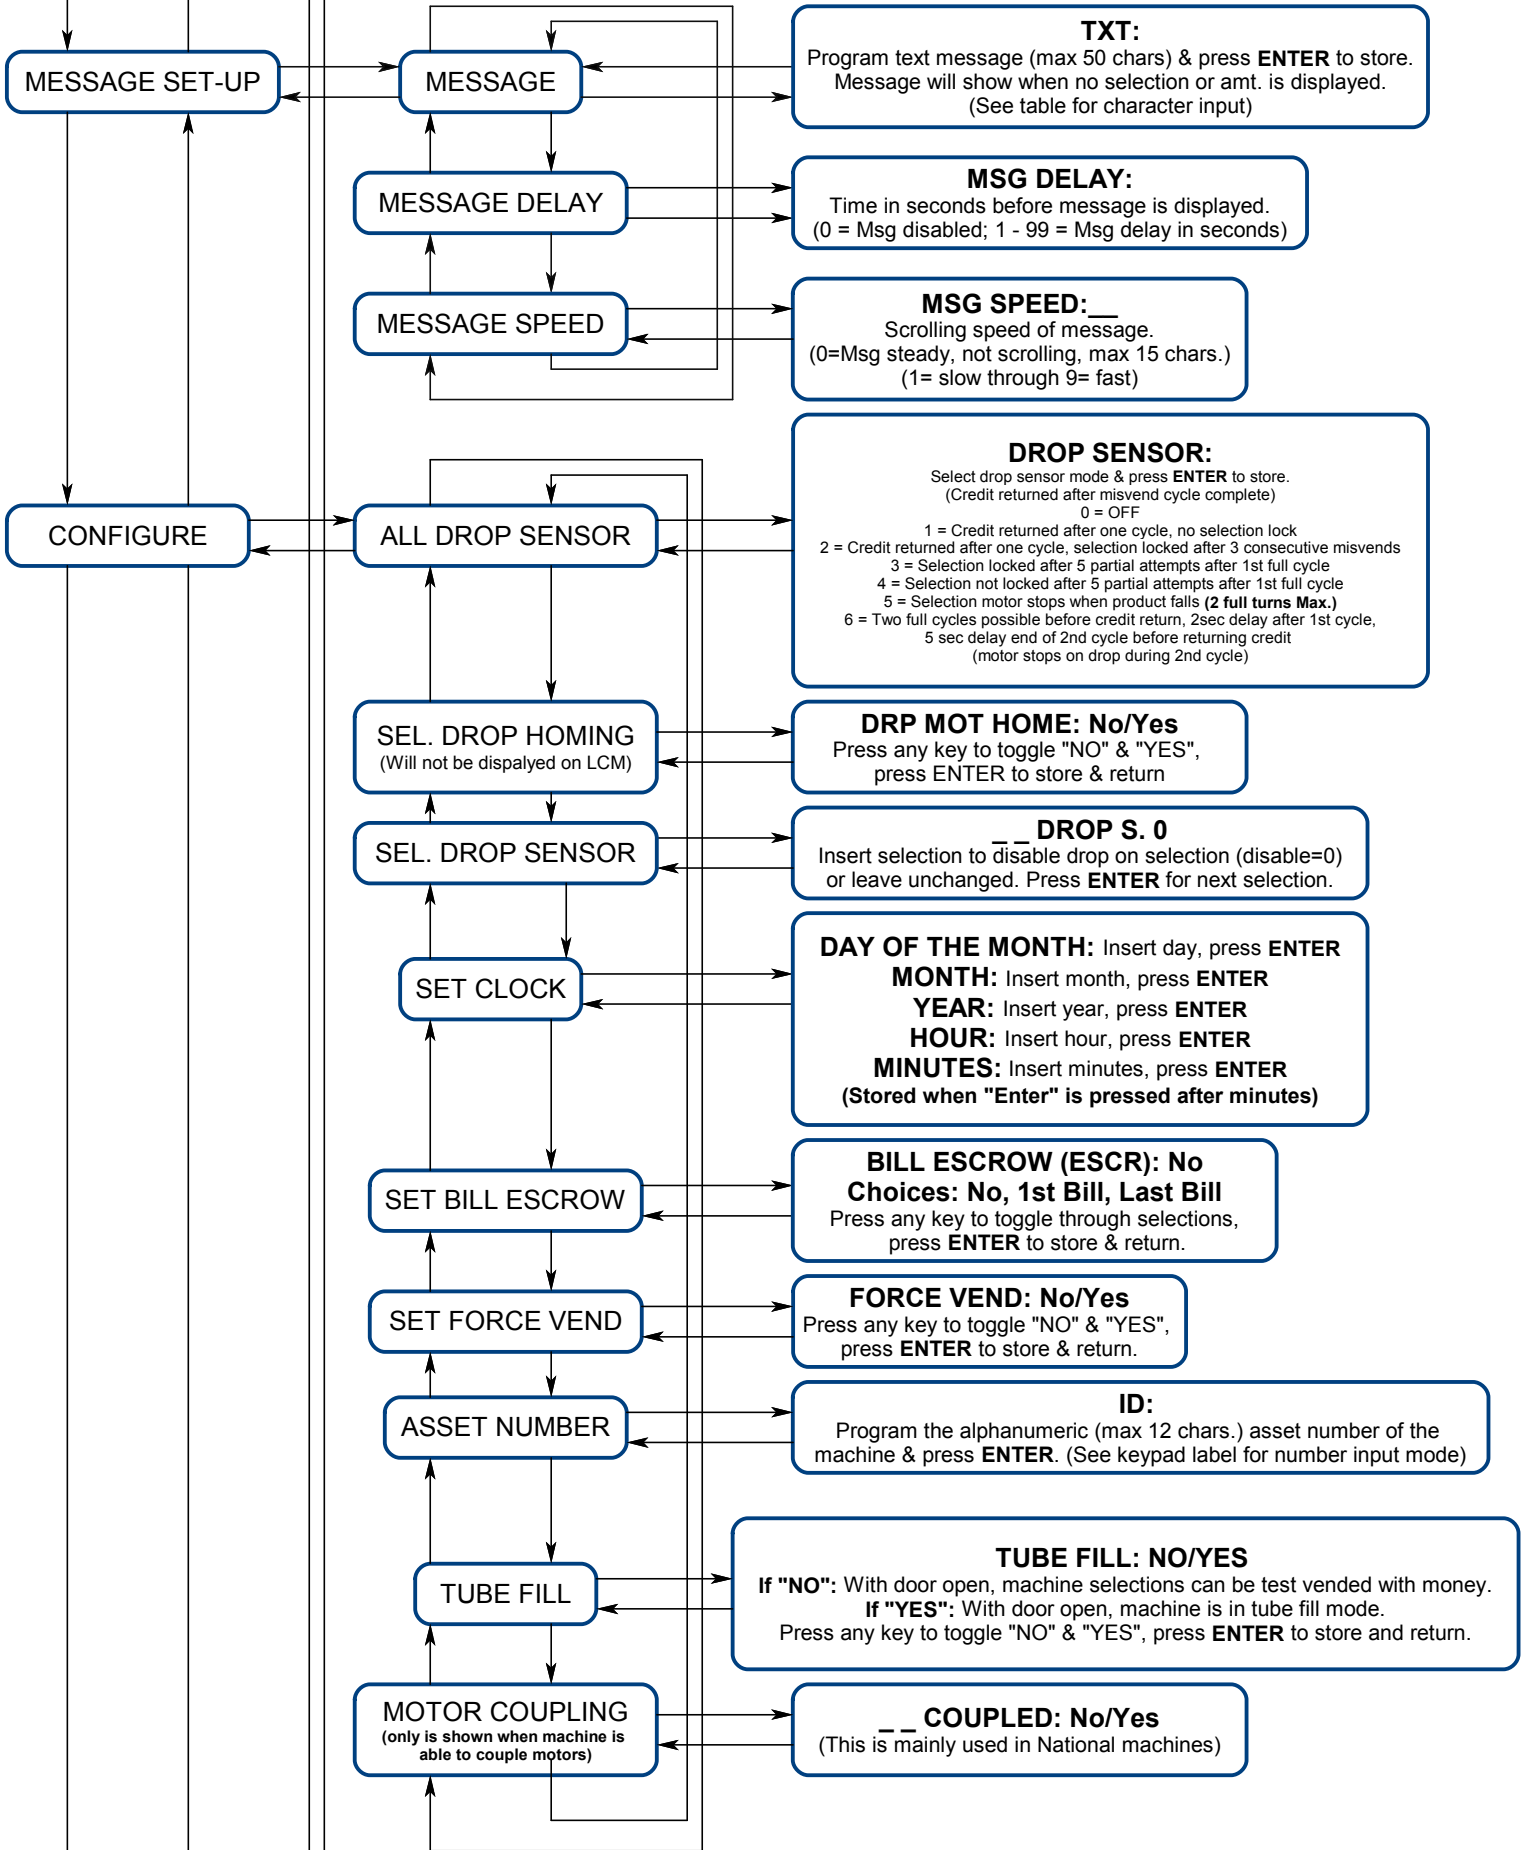 MESSAGE SET-UP
MESSAGE
TXT:
Program text message (max 50 chars) & press ENTER to store.
Message will show when no selection or amt. is displayed.
(See table for character input)
MESSAGE DELAY
MSG DELAY:
Time in seconds before message is displayed.
(0 = Msg disabled; 1 - 99 = Msg delay in seconds)
MESSAGE SPEED
MSG SPEED:__
Scrolling speed of message.
(0=Msg steady, not scrolling, max 15 chars.)
(1= slow through 9= fast)
CONFIGURE
ALL DROP SENSOR
DROP SENSOR:
Select drop sensor mode & press ENTER to store.
(Credit returned after misvend cycle complete)
0 = OFF
1 = Credit returned after one cycle, no selection lock
2 = Credit returned after one cycle, selection locked after 3 consecutive misvends
3 = Selection locked after 5 partial attempts after 1st full cycle
4 = Selection not locked after 5 partial attempts after 1st full cycle
5 = Selection motor stops when product falls (2 full turns Max.)
6 = Two full cycles possible before credit return, 2sec delay after 1st cycle,
5 sec delay end of 2nd cycle before returning credit
(motor stops on drop during 2nd cycle)
SEL. DROP HOMING
(Will not be dispalyed on LCM)
DRP MOT HOME: No/Yes
Press any key to toggle "NO" & "YES",
press ENTER to store & return
SEL. DROP SENSOR
_ _ DROP S. 0
Insert selection to disable drop on selection (disable=0)
or leave unchanged. Press ENTER for next selection.
SET CLOCK
DAY OF THE MONTH: Insert day, press ENTER
MONTH: Insert month, press ENTER
YEAR: Insert year, press ENTER
HOUR: Insert hour, press ENTER
MINUTES: Insert minutes, press ENTER
(Stored when "Enter" is pressed after minutes)
SET BILL ESCROW
BILL ESCROW (ESCR): No
Choices: No, 1st Bill, Last Bill
Press any key to toggle through selections,
press ENTER to store & return.
SET FORCE VEND
FORCE VEND: No/Yes
Press any key to toggle "NO" & "YES",
press ENTER to store & return.
ASSET NUMBER
ID:
Program the alphanumeric (max 12 chars.) asset number of the
machine & press ENTER. (See keypad label for number input mode)
TUBE FILL
TUBE FILL: NO/YES
If "NO": With door open, machine selections can be test vended with money.
If "YES": With door open, machine is in tube fill mode.
Press any key to toggle "NO" & "YES", press ENTER to store and return.
MOTOR COUPLING
(only is shown when machine is
able to couple motors)
_ _ COUPLED: No/Yes
(This is mainly used in National machines)